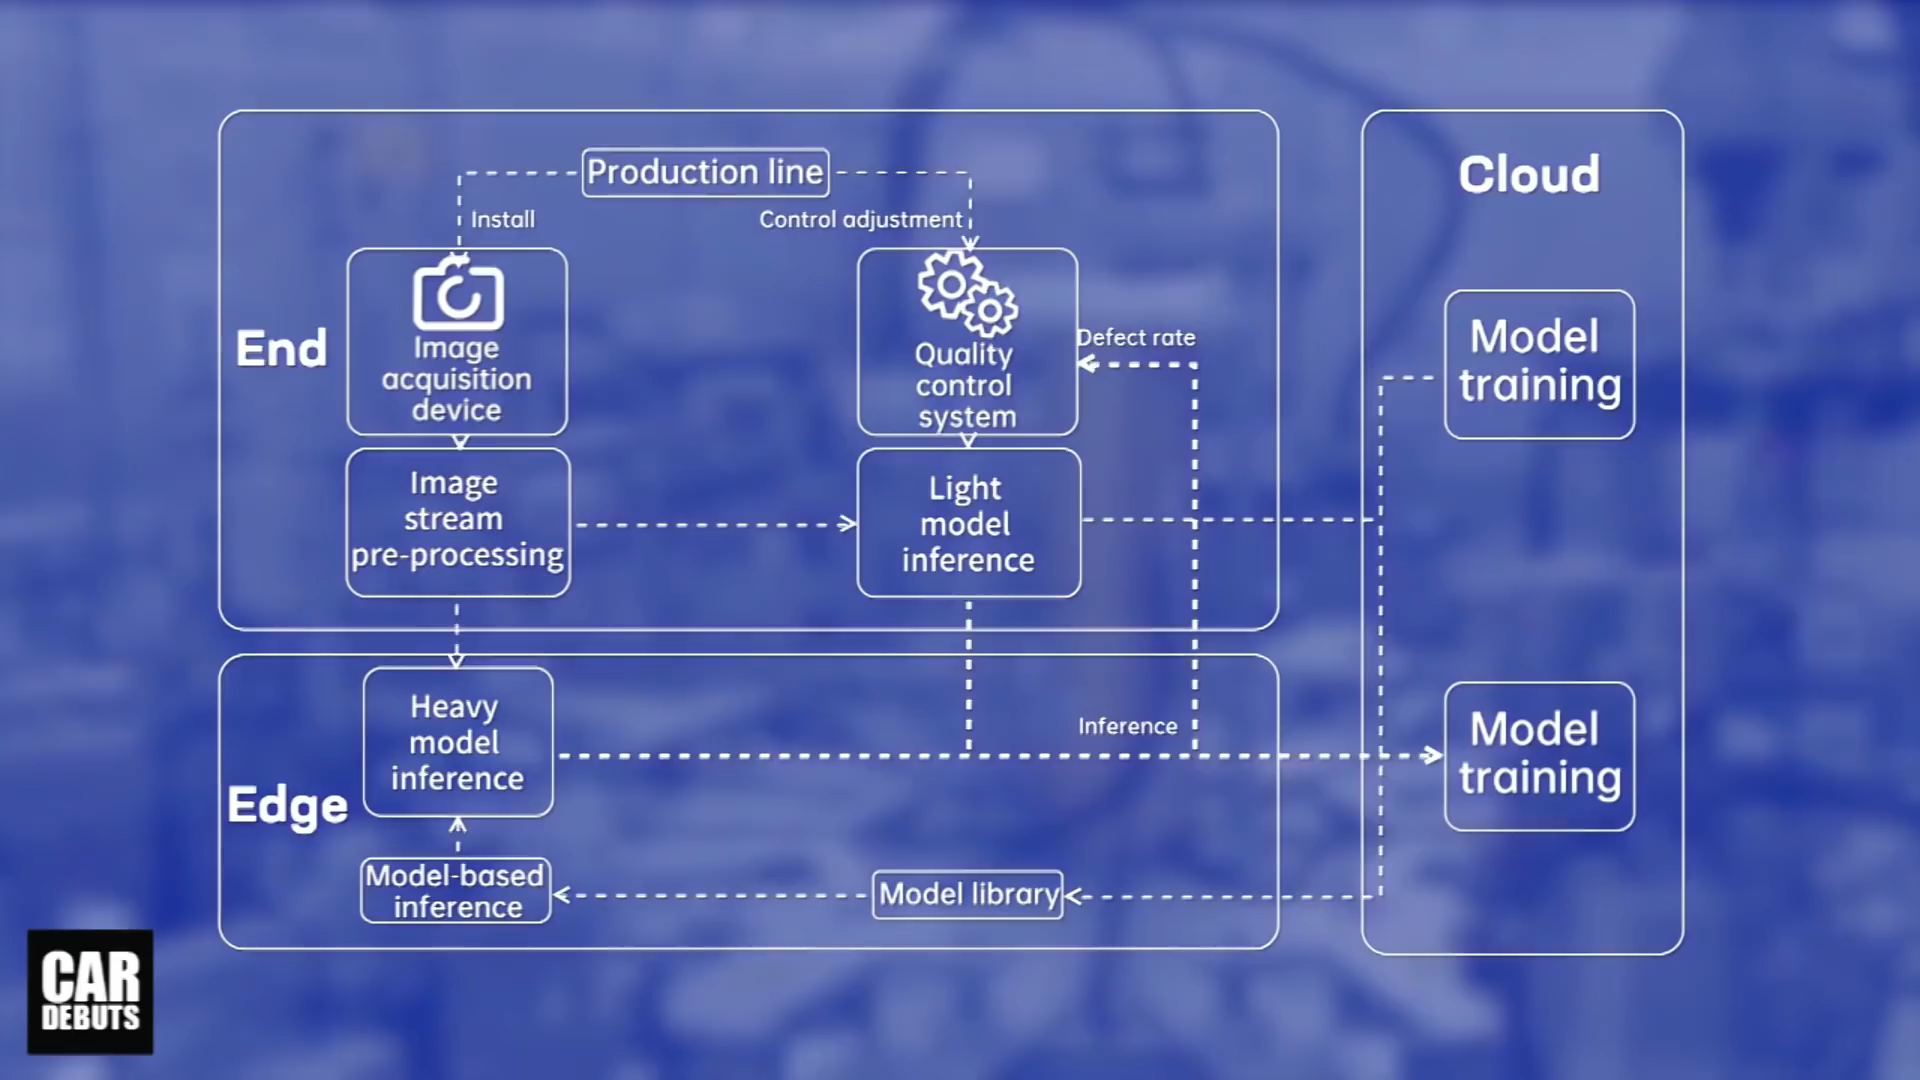 Production line
Install
Control adjustment
Cloud
End
Image
acquisition
device
Quality
control
system
Defect rate
Model
training
Image
stream
pre-processing
Light
model
inference
Heavy
model
inference
Inference
Model
training
Edge
Model-based
inference
Model library
CAR
DEBUTS